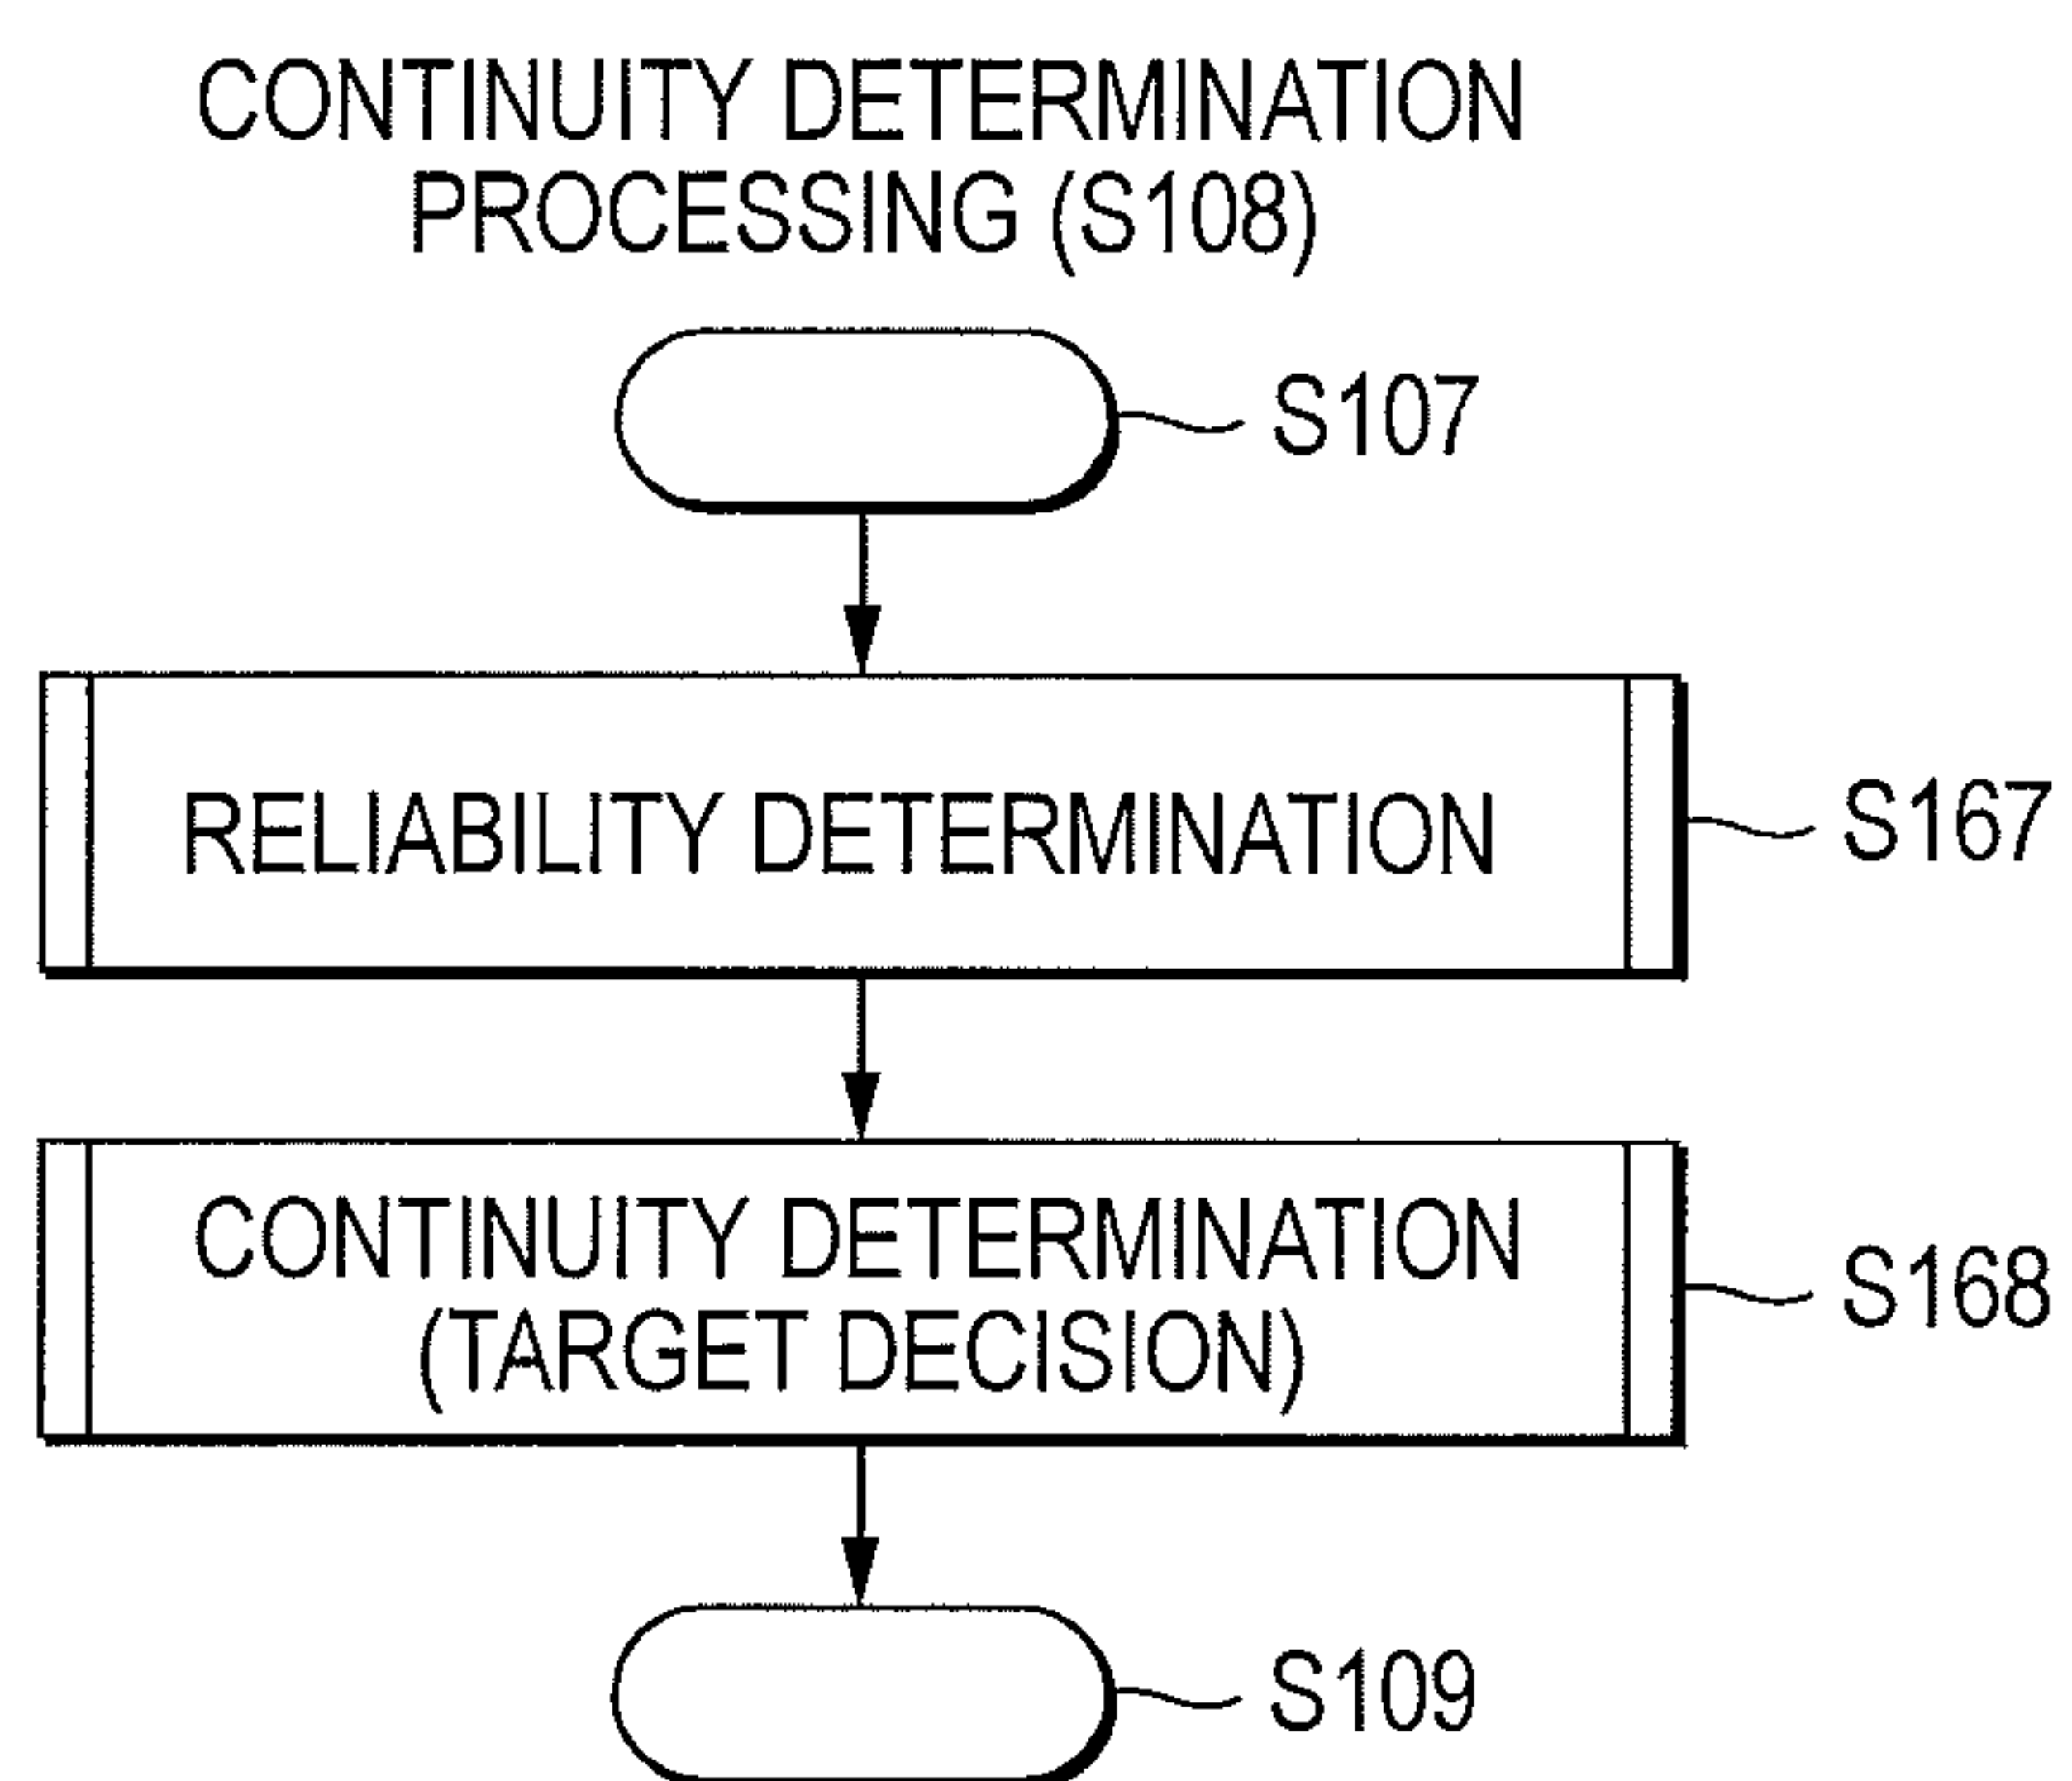 CONTINUITY DETERMINATION
PROCESSING (S108)
S107
RELIABILITY DETERMINATION
S167
CONTINUITY DETERMINATION
(TARGET DECISION)
S168
S109